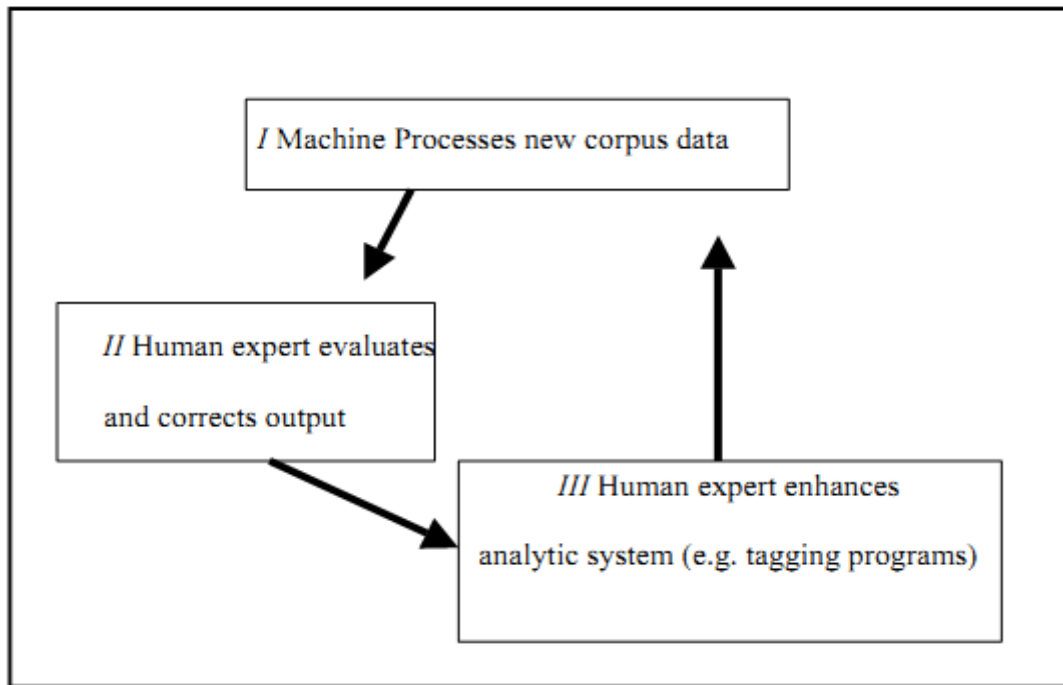 I Machine Processes new corpus data
II Human expert evaluates
and corrects output
III Human expert enhances
analytic system (e.g. tagging programs)